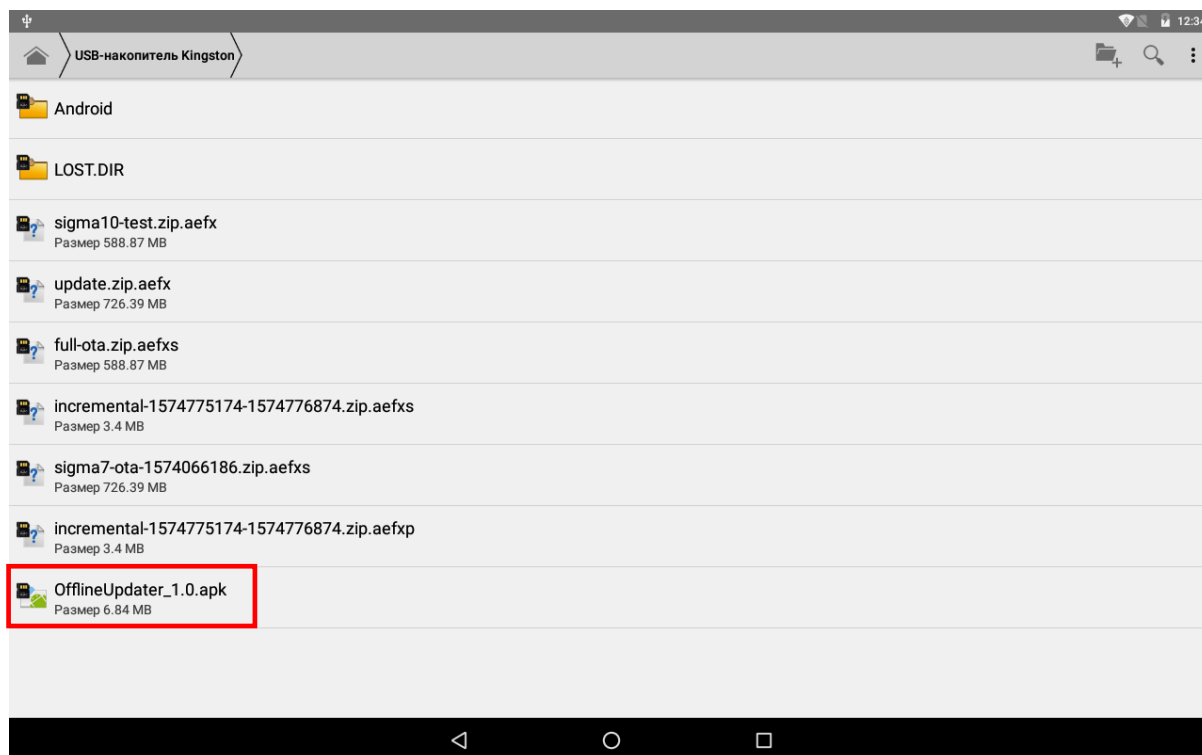 12:34
USB-накопитель Kingston
Android
LOST.DIR
sigma10-test.zip.aefx
Размер 588.87 MB
update.zip.aefx
Размер 726.39 MB
full-ota.zip.aefxs
Размер 588.87 MB
incremental-1574775174-1574776874.zip.aefxs
Размер 3.4 MB
sigma7-ota-1574066186.zip.aefxs
Размер 726.39 MB
incremental-1574775174-1574776874.zip.aefxp
Размер 3.4 MB
OfflineUpdater_1.0.apk
Размер 6.84 MB